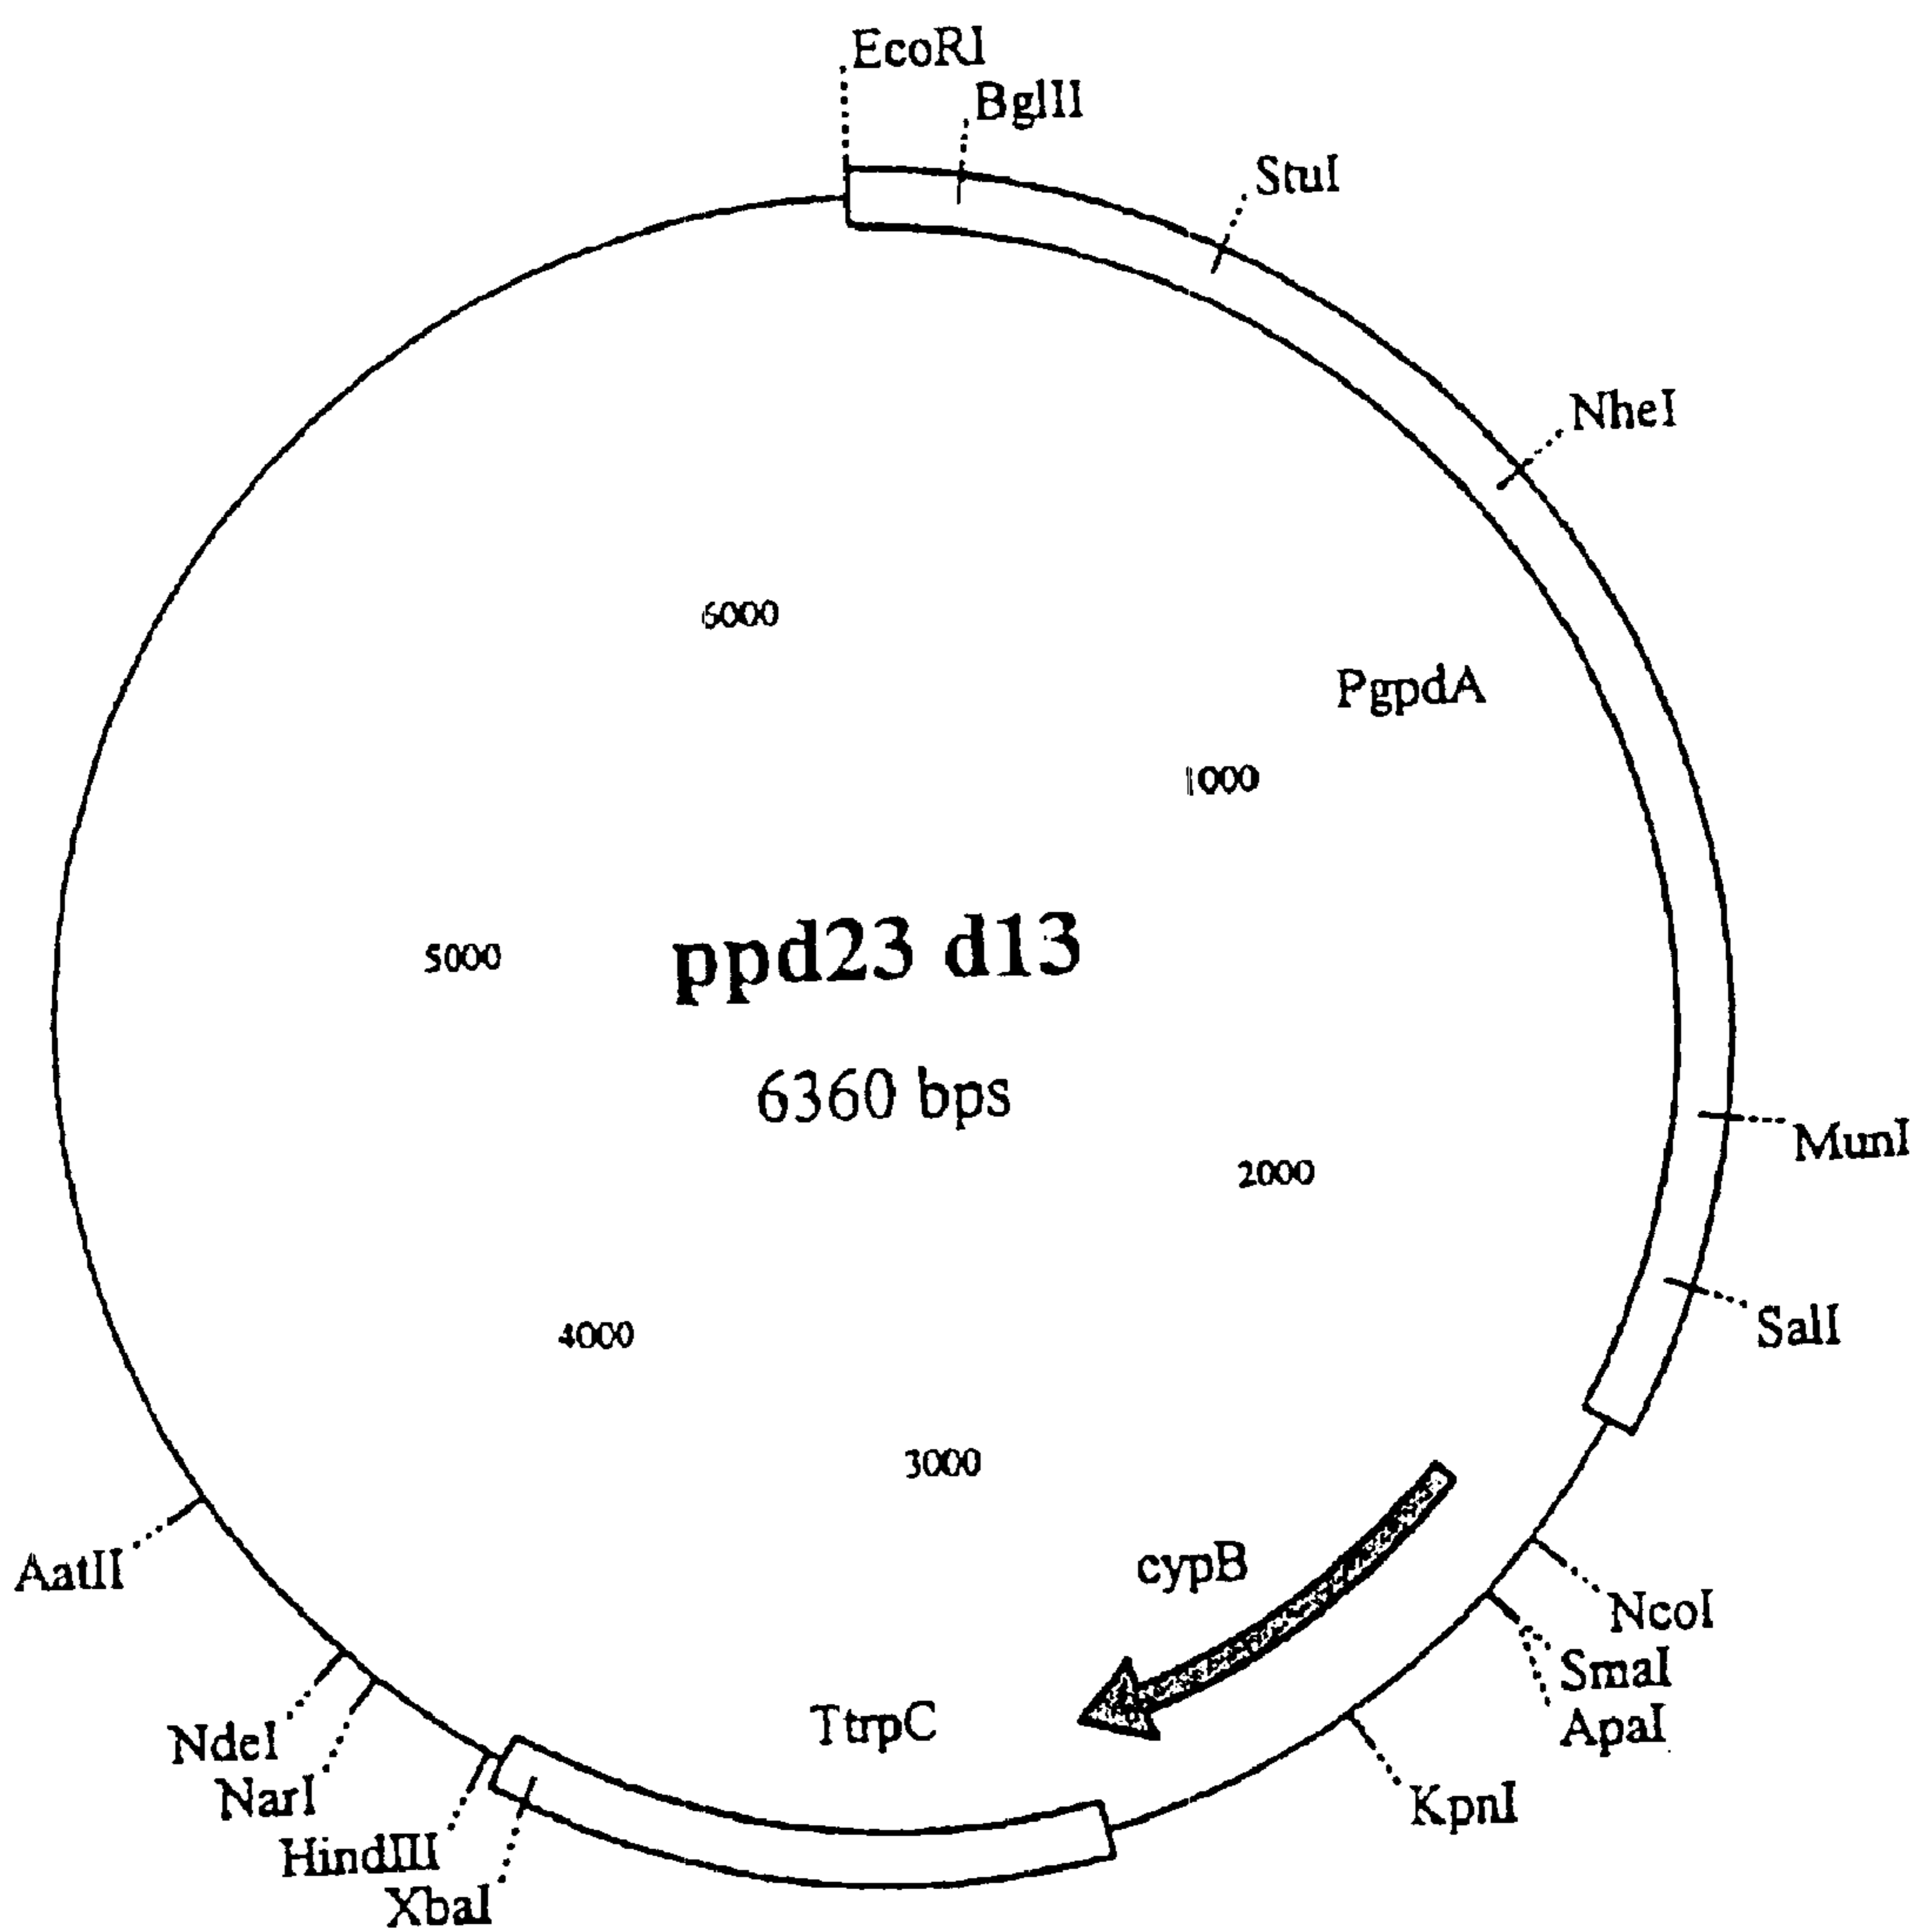 EcoRI
BglII
StuI
NheI
6000
PgpdA
1000
5000
ppd23 d13
6360 bps
MunI
2000
SalI
4000
3000
AatII
cypB
NcoI
SmaI
TtrpC
ApaI
NdeI
NarI
KpnI
HindIII
XbaI